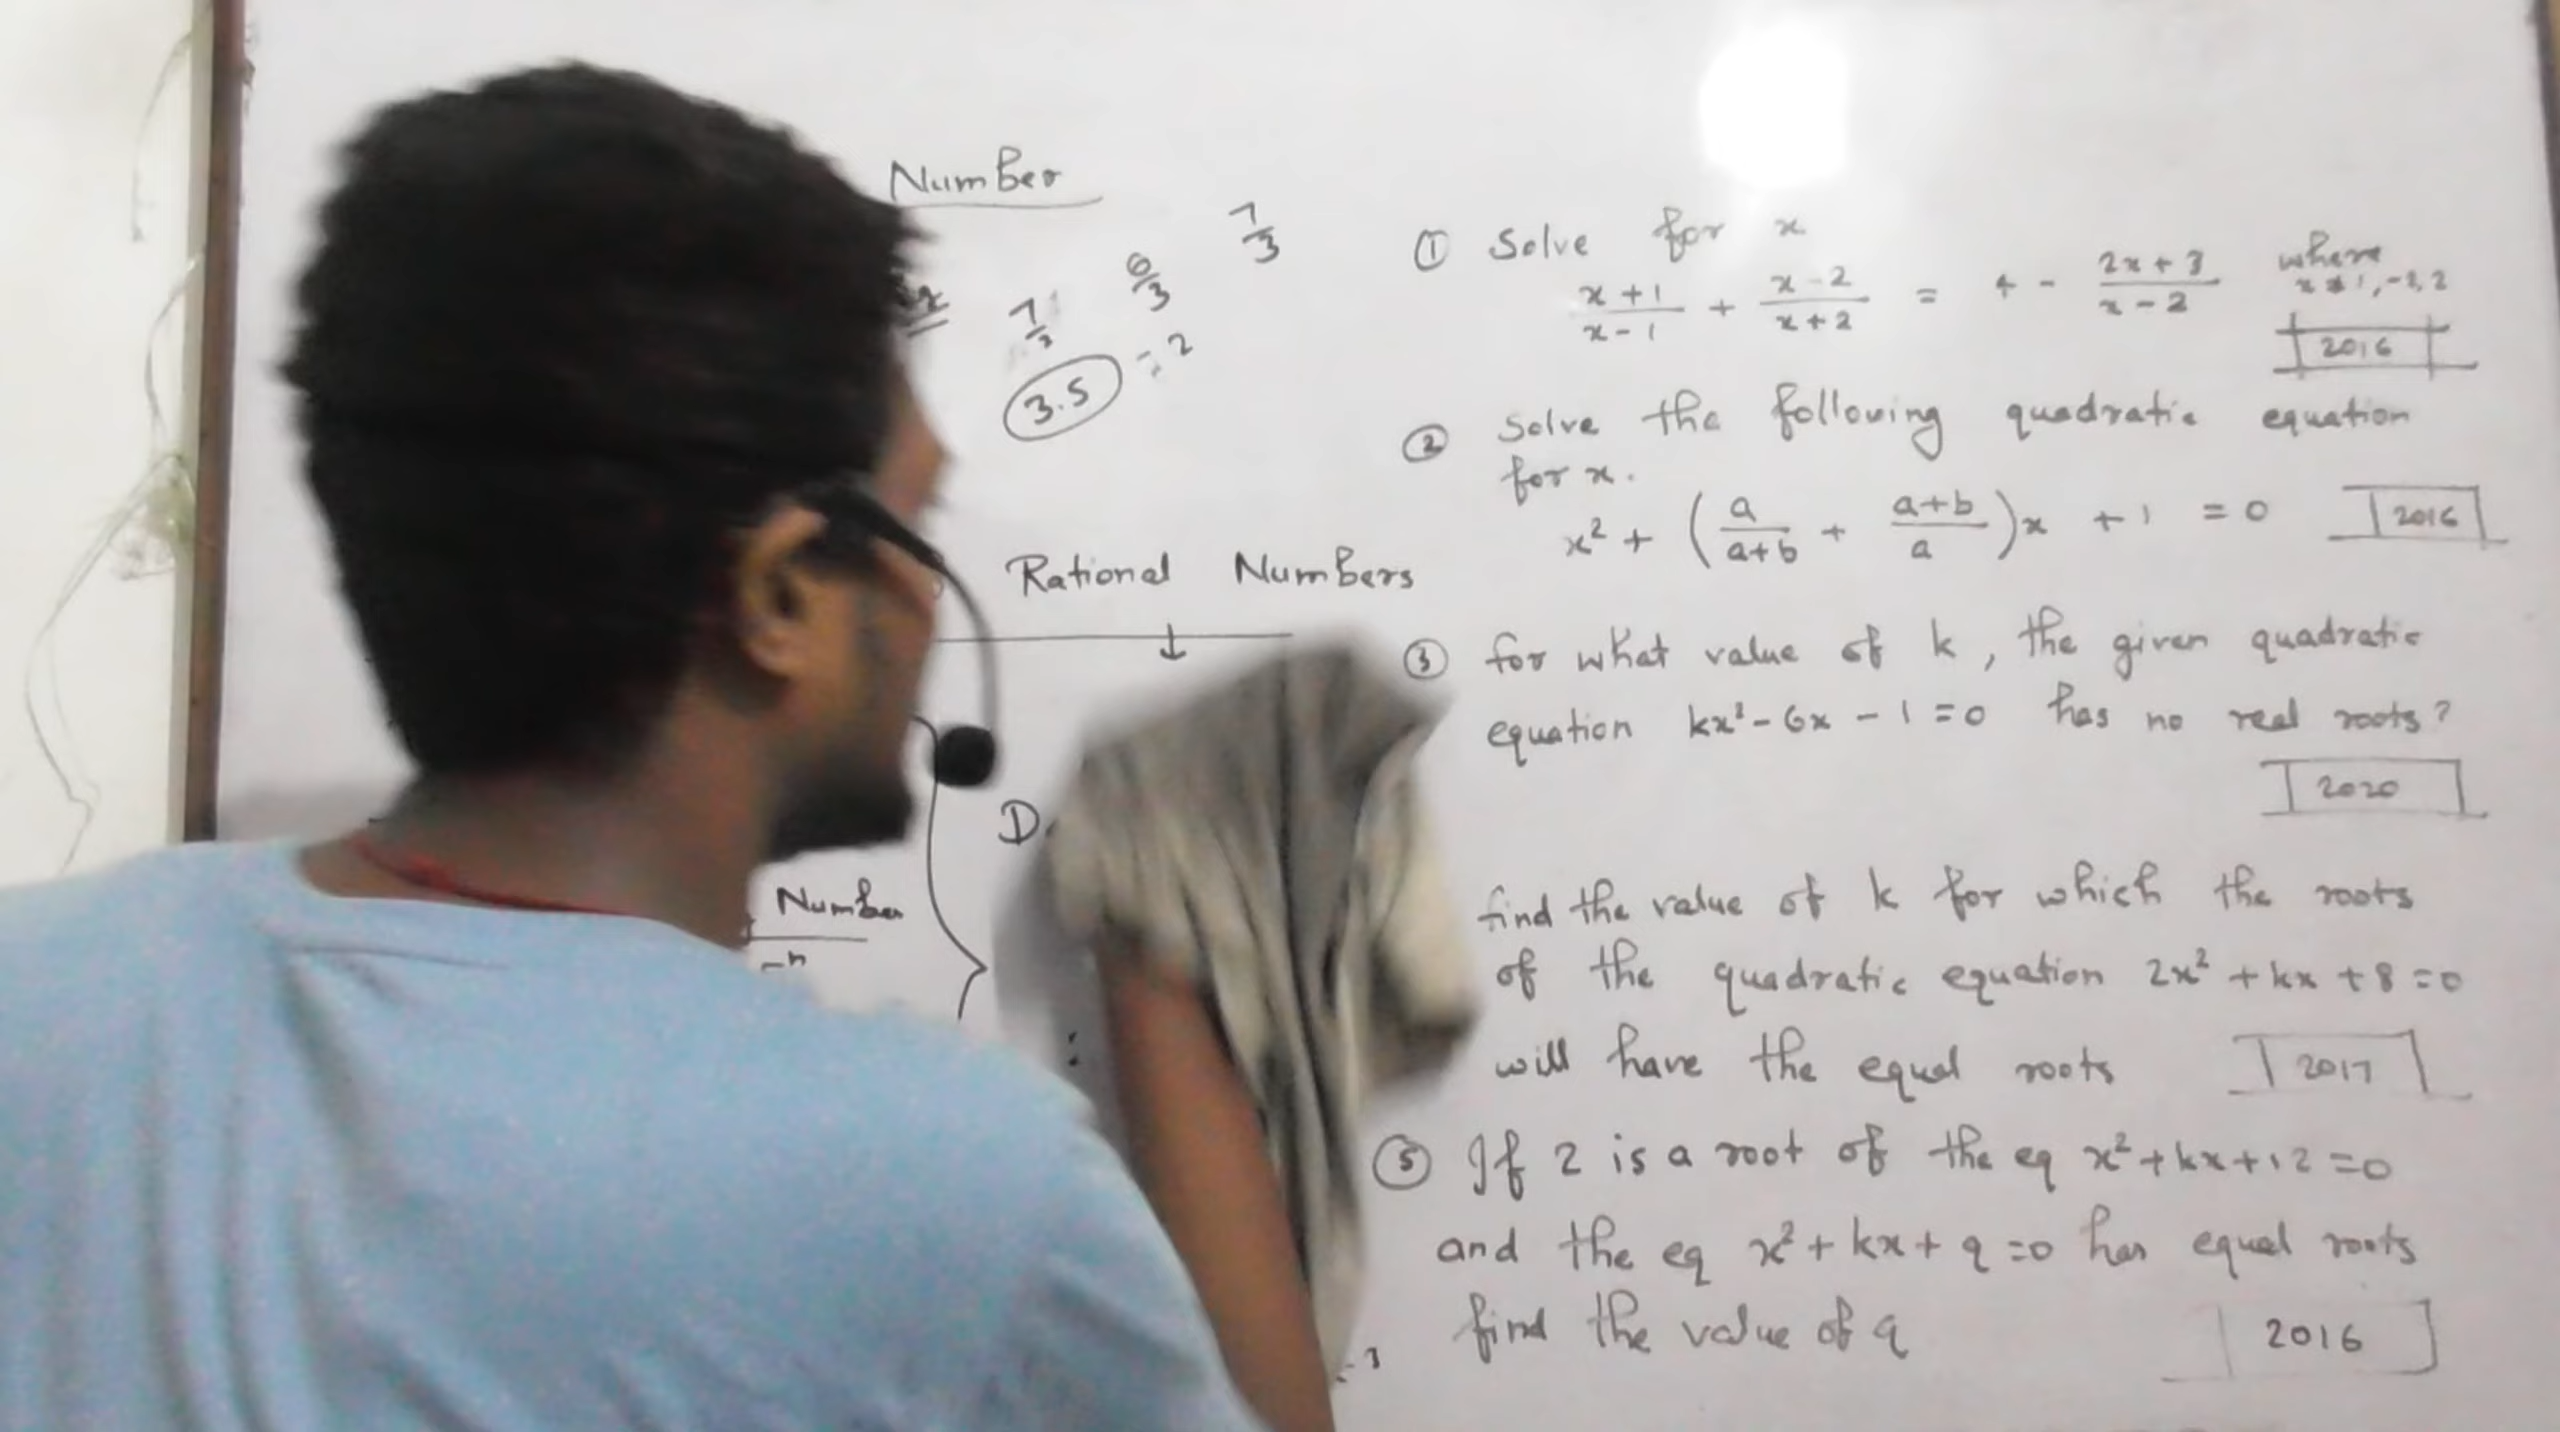 Number
7/3 6/3 7/3
3.5 = 2
Rational Numbers
D
Number
① Solve for x
(x+1)/(x-1) + (x-2)/(x+2) = 4 - (2x+3)/(x-2) where
x ≠ 1, -2, 2
2016
② Solve the following quadratic equation
for x.
x² + (a/(a+b) + (a+b)/a)x + 1 = 0 2016
③ for what value of k, the given quadratic
equation kx² - 6x - 1 = 0 has no real roots?
2020
find the value of k for which the roots
of the quadratic equation 2x² + kx + 8 = 0
will have the equal roots 2017
⑤ If 2 is a root of the eq x² + kx + 12 = 0
and the eq x² + kx + q = 0 has equal roots
find the value of q 2016